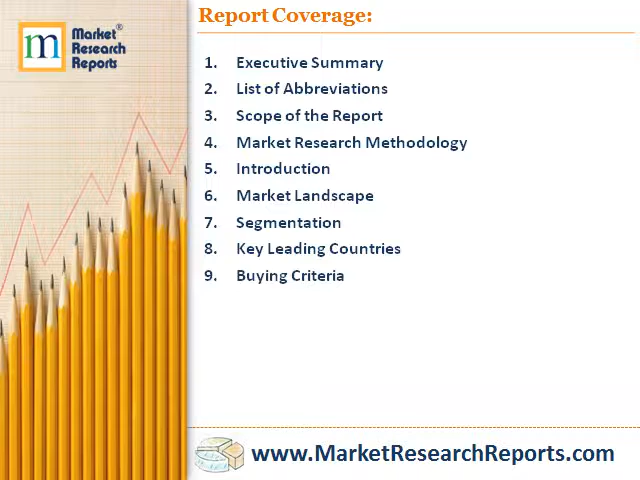 m
Market®
Research
Reports
Report Coverage:
1. Executive Summary
2. List of Abbreviations
3. Scope of the Report
4. Market Research Methodology
5. Introduction
6. Market Landscape
7. Segmentation
8. Key Leading Countries
9. Buying Criteria
www.MarketResearchReports.com